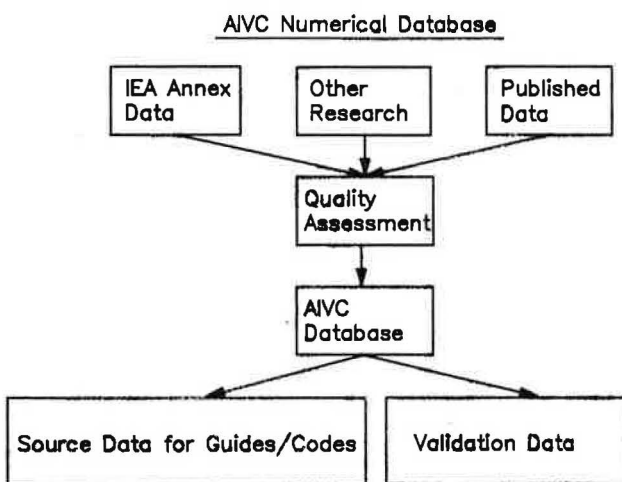 AIVC Numerical Database
IEA Annex
Data
Other
Research
Published
Data
Quality
Assessment
AIVC
Database
Source Data for Guides/Codes
Validation Data